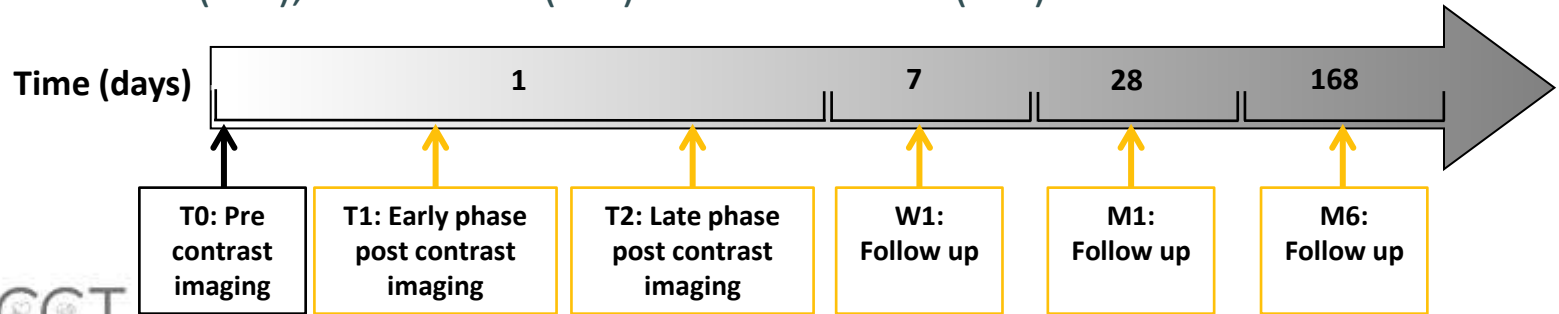 Time (days)
1
7
28
168
T0: Pre
contrast
imaging
T1: Early phase
post contrast
imaging
T2: Late phase
post contrast
imaging
W1:
Follow up
M1:
Follow up
M6:
Follow up
CCT